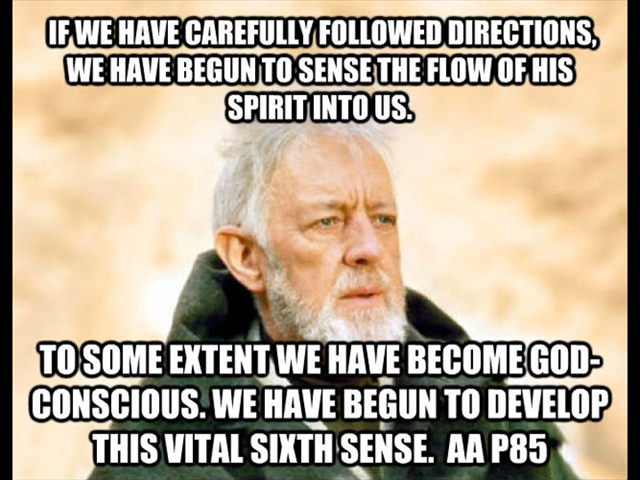 IF WE HAVE CAREFULLY FOLLOWED DIRECTIONS,
WE HAVE BEGUN TO SENSE THE FLOW OF HIS
SPIRIT INTO US.
TO SOME EXTENT WE HAVE BECOME GOD-
CONSCIOUS. WE HAVE BEGUN TO DEVELOP
THIS VITAL SIXTH SENSE. AA P85